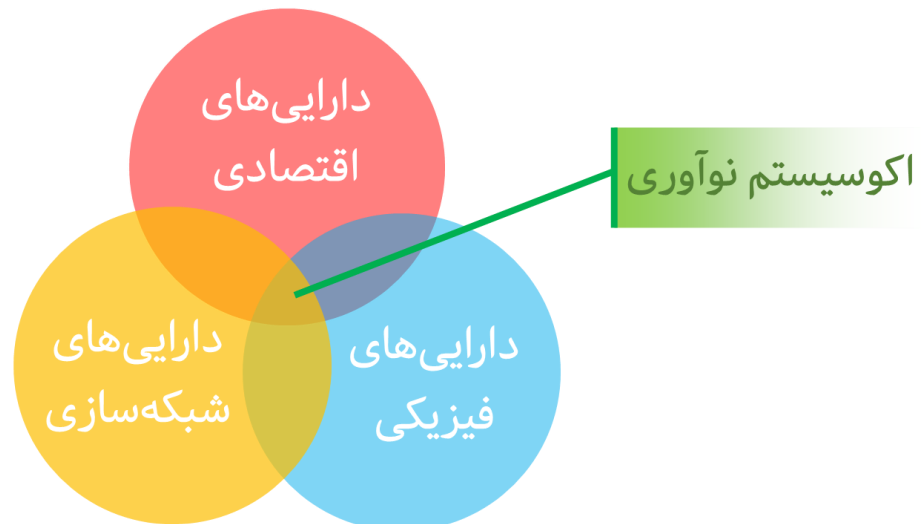 دارایی‌های
اقتصادی
اکوسیستم نوآوری
دارایی‌های
فیزیکی
دارایی‌های
شبکه‌سازی